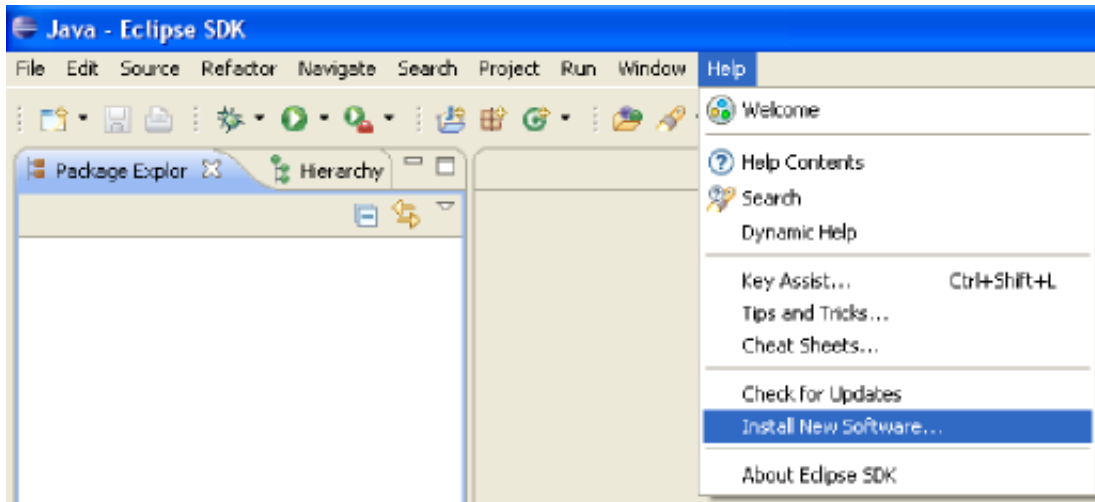 Java - Eclipse SDK
File Edit Source Refactor Navigate Search Project Run Window Help
Welcome
Package Explor Hierarchy
Help Contents
Search
Dynamic Help
Key Assist... Ctrl+Shift+L
Tips and Tricks...
Cheat Sheets...
Check for Updates
Install New Software...
About Eclipse SDK